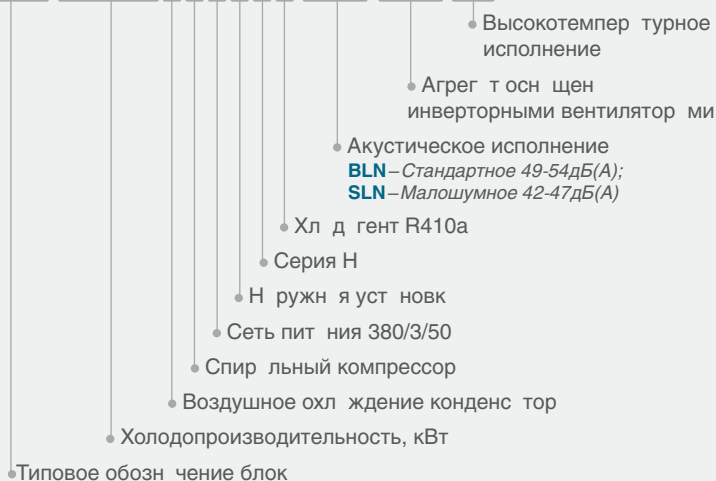 Высокотемпер турное
исполнение
Агрег т осн щен
инверторными вентилятор ми
Акустическое исполнение
BLN – Стандартное 49-54дБ(А);
SLN – Малошумное 42-47дБ(А)
Хл д гент R410a
Серия Н
Н ружн я уст новк
Сеть пит ния 380/3/50
Спир льный компрессор
Воздушное охл ждение конденс тор
Холодопроизводительность, кВт
Типовое обозн чение блок